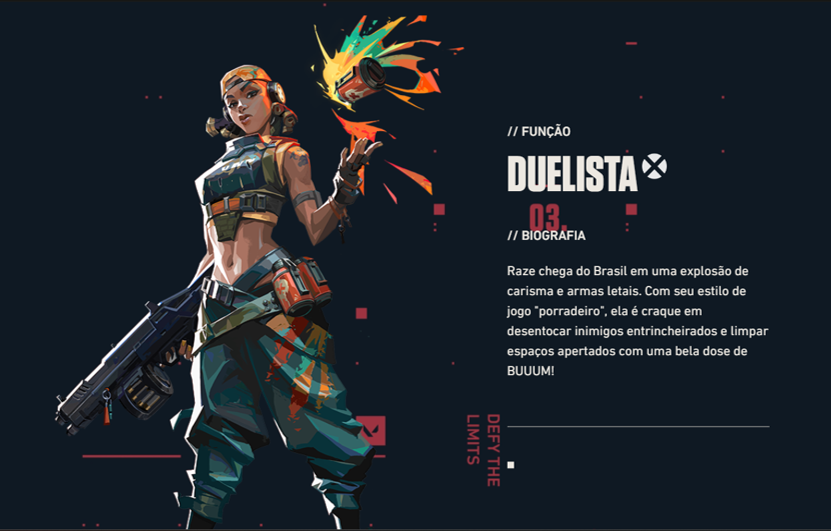 // FUNÇÃO
DUELISTA
03.
// BIOGRAFIA
Raze chega do Brasil em uma explosão de
carisma e armas letais. Com seu estilo de
jogo "porradeiro", ela é craque em
desentocar inimigos entrincheirados e limpar
espaços apertados com uma bela dose de
BUUUM!
DEFY THE
LIMITS